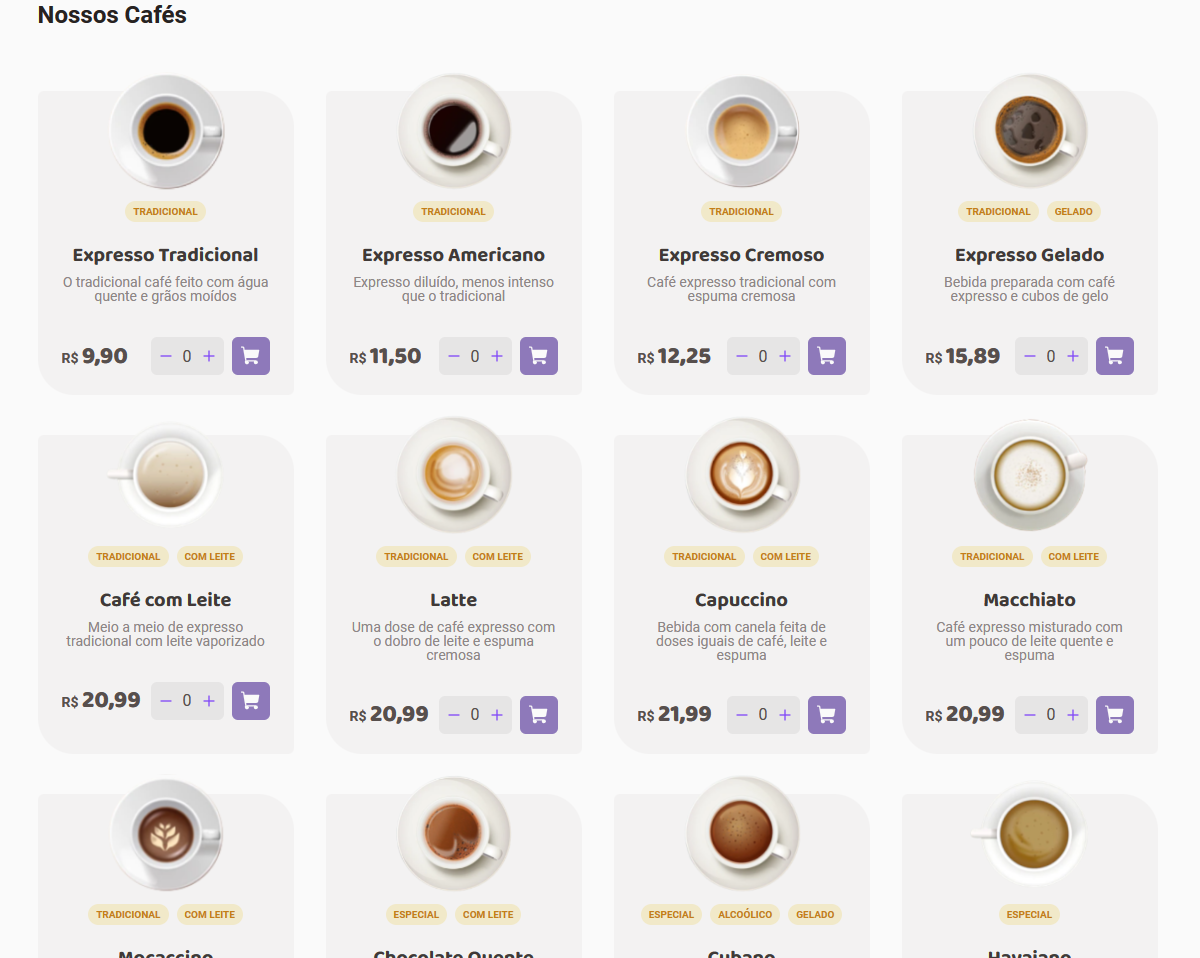 Nossos Cafés
TRADICIONAL
Expresso Tradicional
O tradicional café feito com água
quente e grãos moídos
R$ 9,90 − 0 +
TRADICIONAL
Expresso Americano
Expresso diluído, menos intenso
que o tradicional
R$ 11,50 − 0 +
TRADICIONAL
Expresso Cremoso
Café expresso tradicional com
espuma cremosa
R$ 12,25 − 0 +
TRADICIONAL GELADO
Expresso Gelado
Bebida preparada com café
expresso e cubos de gelo
R$ 15,89 − 0 +
TRADICIONAL COM LEITE
Café com Leite
Meio a meio de expresso
tradicional com leite vaporizado
R$ 20,99 − 0 +
TRADICIONAL COM LEITE
Latte
Uma dose de café expresso com
o dobro de leite e espuma
cremosa
R$ 20,99 − 0 +
TRADICIONAL COM LEITE
Capuccino
Bebida com canela feita de
doses iguais de café, leite e
espuma
R$ 21,99 − 0 +
TRADICIONAL COM LEITE
Macchiato
Café expresso misturado com
um pouco de leite quente e
espuma
R$ 20,99 − 0 +
TRADICIONAL COM LEITE
Mocaccino
ESPECIAL COM LEITE
Chocolate Quente
ESPECIAL ALCOÓLICO GELADO
Cubano
ESPECIAL
Havaiano